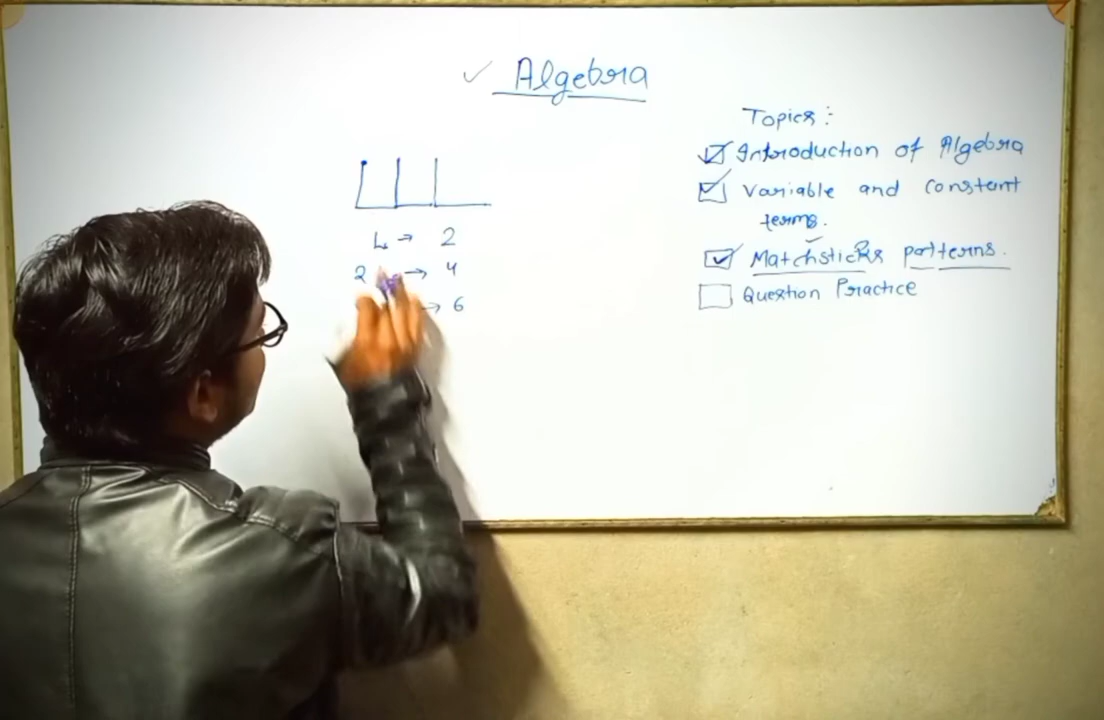 ✓ Algebra
Topics :
☑ Introduction of Algebra
☑ Variable and constant
terms.
☑ Matchsticks patterns.
☐ Question Practice
L → 2
2 → 4
→ 6